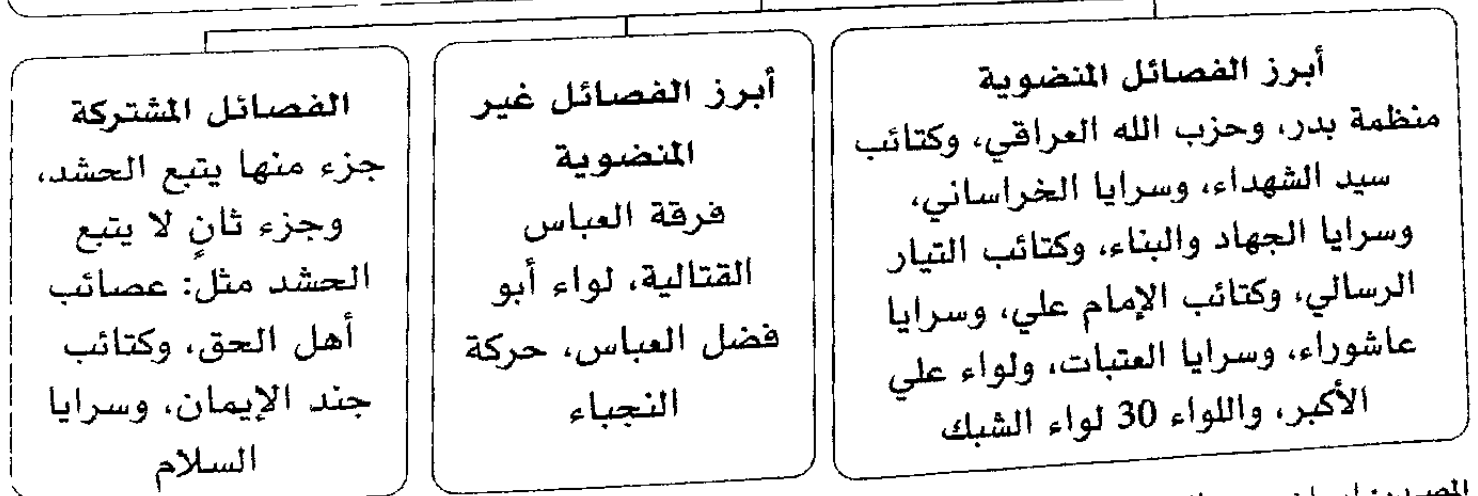 أبرز الفصائل المنضوية
منظمة بدر، وحزب الله العراقي، وكتائب
سيد الشهداء، وسرايا الخراساني،
وسرايا الجهاد والبناء، وكتائب التيار
الرسالي، وكتائب الإمام علي، وسرايا
عاشوراء، وسرايا العتبات، ولواء علي
الأكبر، واللواء 30 لواء الشبك
أبرز الفصائل غير
المنضوية
فرقة العباس
القتالية، لواء أبو
فضل العباس، حركة
النجباء
الفصائل المشتركة
جزء منها يتبع الحشد،
وجزء ثانٍ لا يتبع
الحشد مثل: عصائب
أهل الحق، وكتائب
جند الإيمان، وسرايا
السلام